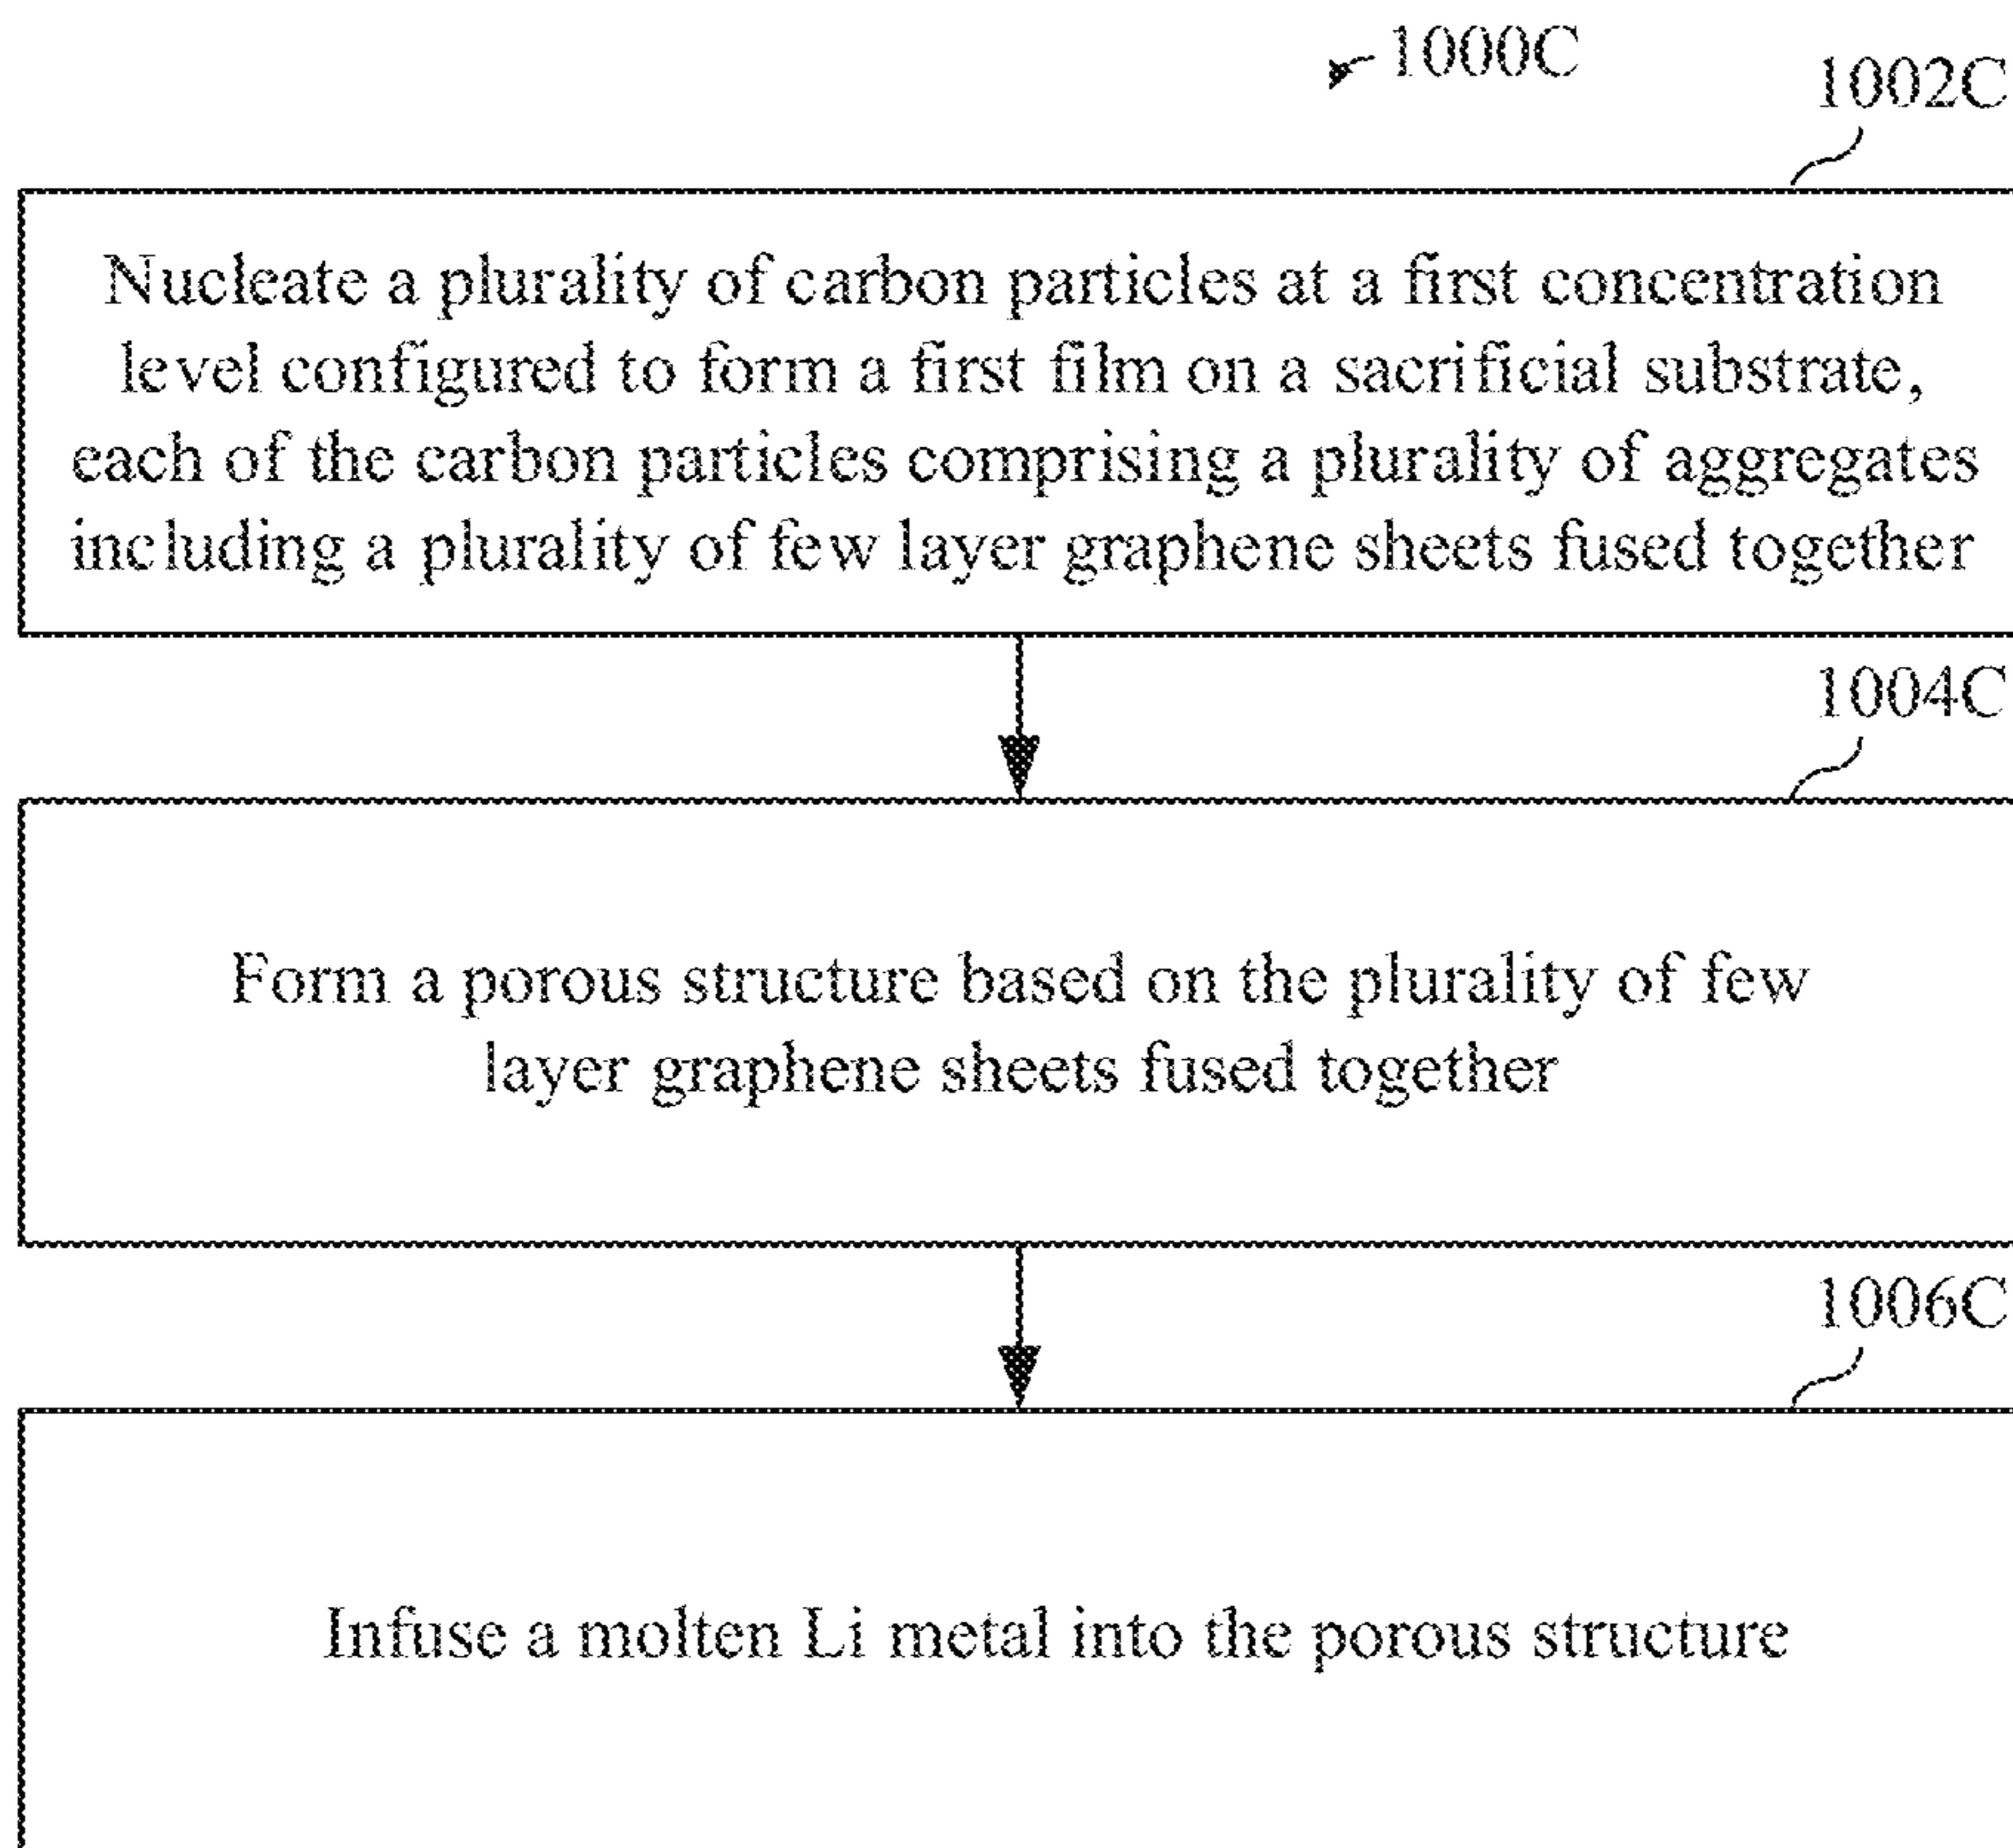 1000C
1002C
Nucleate a plurality of carbon particles at a first concentration
level configured to form a first film on a sacrificial substrate,
each of the carbon particles comprising a plurality of aggregates
including a plurality of few layer graphene sheets fused together
1004C
Form a porous structure based on the plurality of few
layer graphene sheets fused together
1006C
Infuse a molten Li metal into the porous structure